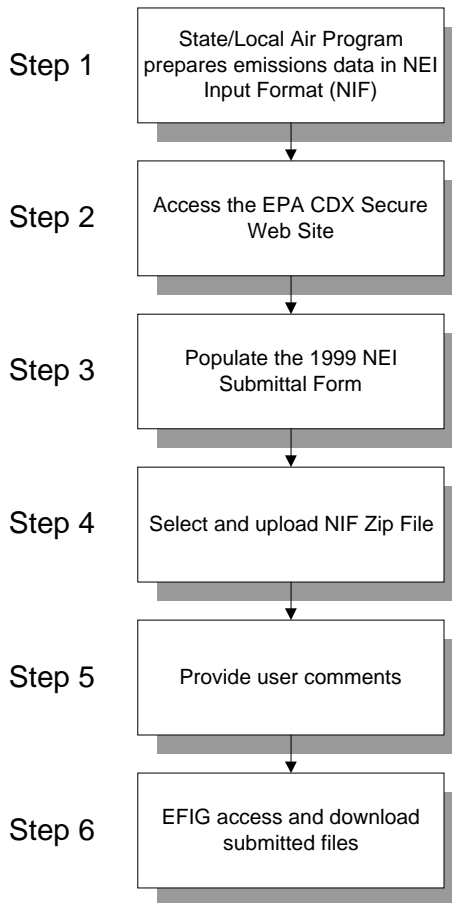 Step 1
State/Local Air Program
prepares emissions data in NEI
Input Format (NIF)
Step 2
Access the EPA CDX Secure
Web Site
Step 3
Populate the 1999 NEI
Submittal Form
Step 4
Select and upload NIF Zip File
Step 5
Provide user comments
Step 6
EFIG access and download
submitted files